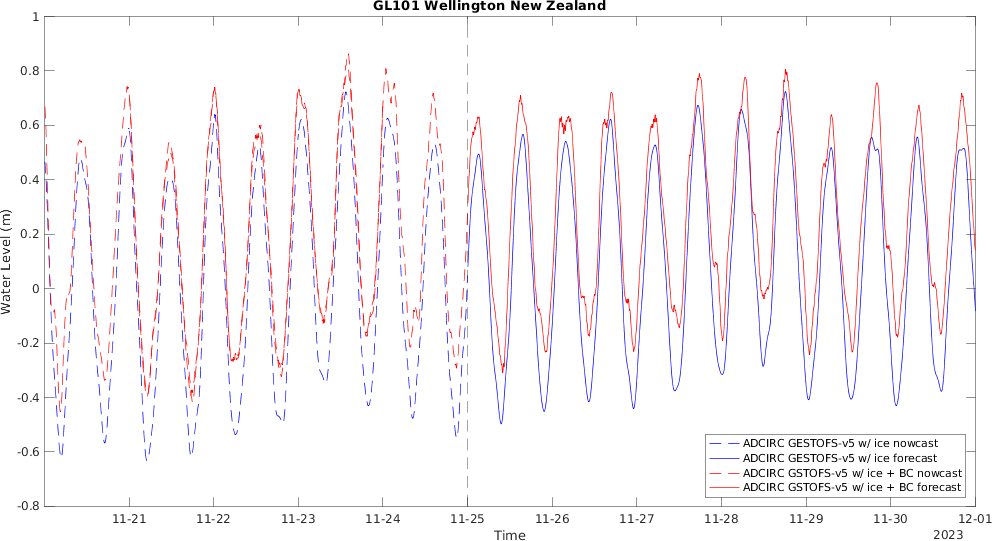 GL101 Wellington New Zealand
1
0.8
0.6
0.4
0.2
0
-0.2
-0.4
-0.6
-0.8
Water Level (m)
11-21 11-22 11-23 11-24 11-25 11-26 11-27 11-28 11-29 11-30 12-01
Time
2023
ADCIRC GESTOFS-v5 w/ ice nowcast
ADCIRC GESTOFS-v5 w/ ice forecast
ADCIRC GSTOFS-v5 w/ ice + BC nowcast
ADCIRC GSTOFS-v5 w/ ice + BC forecast